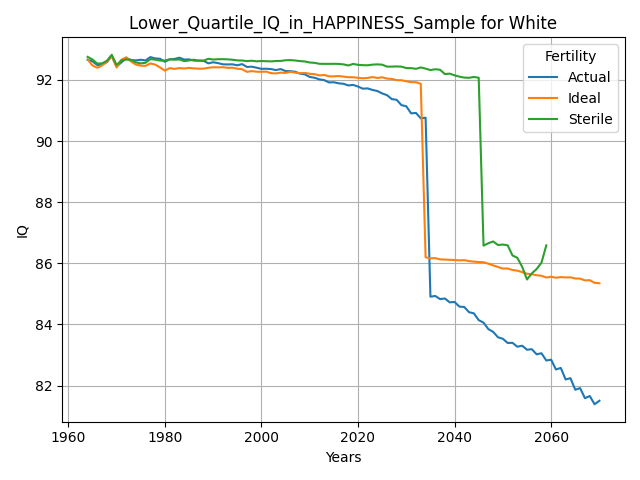 Lower_Quartile_IQ_in_HAPPINESS_Sample for White
Fertility
Actual
Ideal
Sterile
IQ
92
90
88
86
84
82
1960
1980
2000
2020
2040
2060
Years